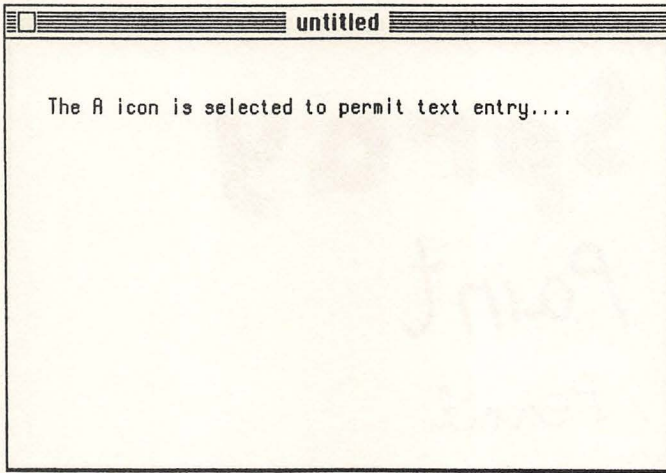 untitled
The A icon is selected to permit text entry....